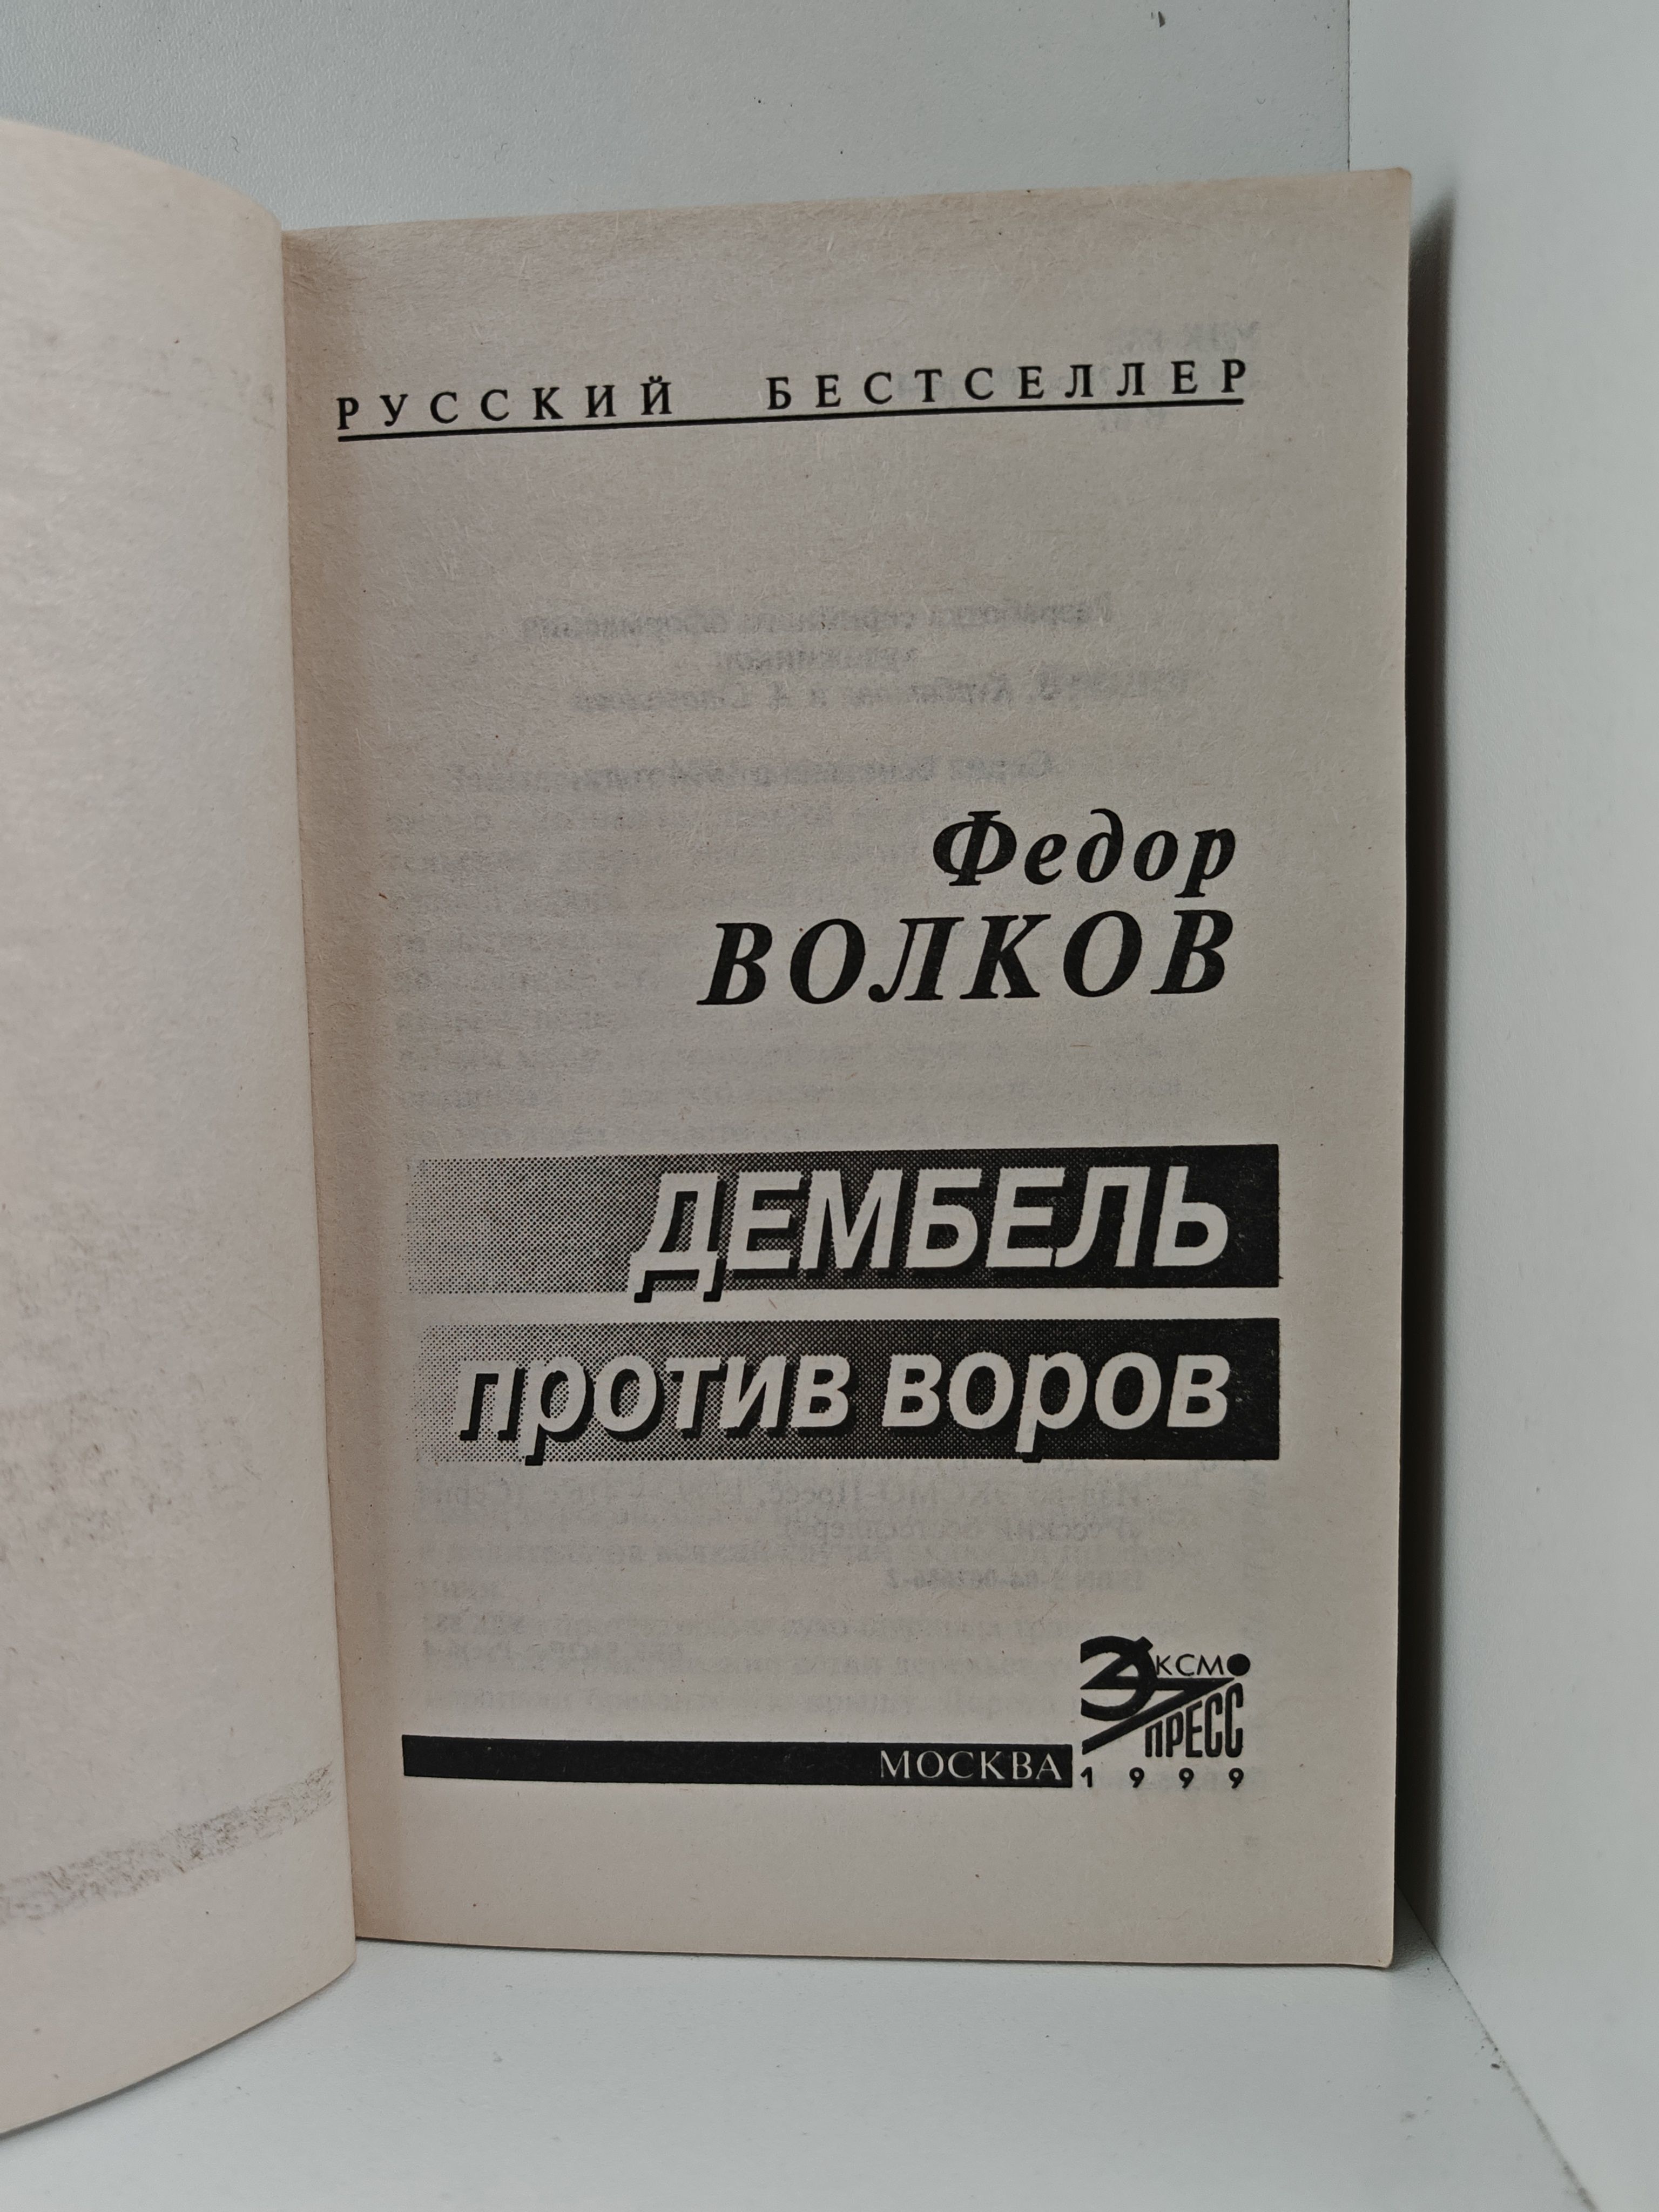 РУССКИЙ БЕСТСЕЛЛЕР
Федор
ВОЛКОВ
ДЕМБЕЛЬ
против воров
ЭКСМО
ПРЕСС
МОСКВА 1999